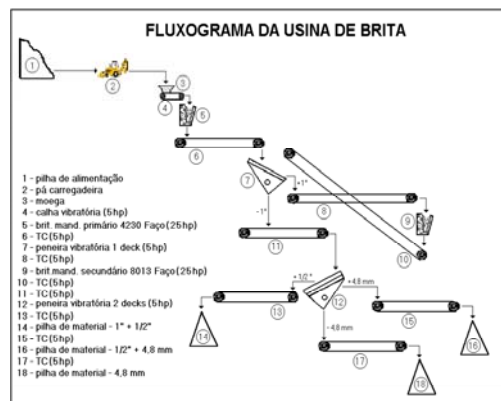 FLUXOGRAMA DA USINA DE BRITA
1
2
3
4
5
6
7
+1"
8
9
10
-1"
11
+1/2"
12
+4,8 mm
13
14
15
16
-4,8 mm
17
18
1 - pilha de alimentação
2 - pá carregadeira
3 - moega
4 - calha vibratória (5hp)
5 - brit. mand. primário 4230 Faço (25hp)
6 - TC (5hp)
7 - peneira vibratória 1 deck (5hp)
8 - TC (5hp)
9 - brit.mand. secundário 8013 Faço (25hp)
10 - TC (5hp)
11 - TC (5hp)
12 - peneira vibratória 2 decks (5hp)
13 - TC (5hp)
14 - pilha de material - 1" + 1/2"
15 - TC (5hp)
16 - pilha de material - 1/2" + 4,8 mm
17 - TC (5hp)
18 - pilha de material - 4,8 mm